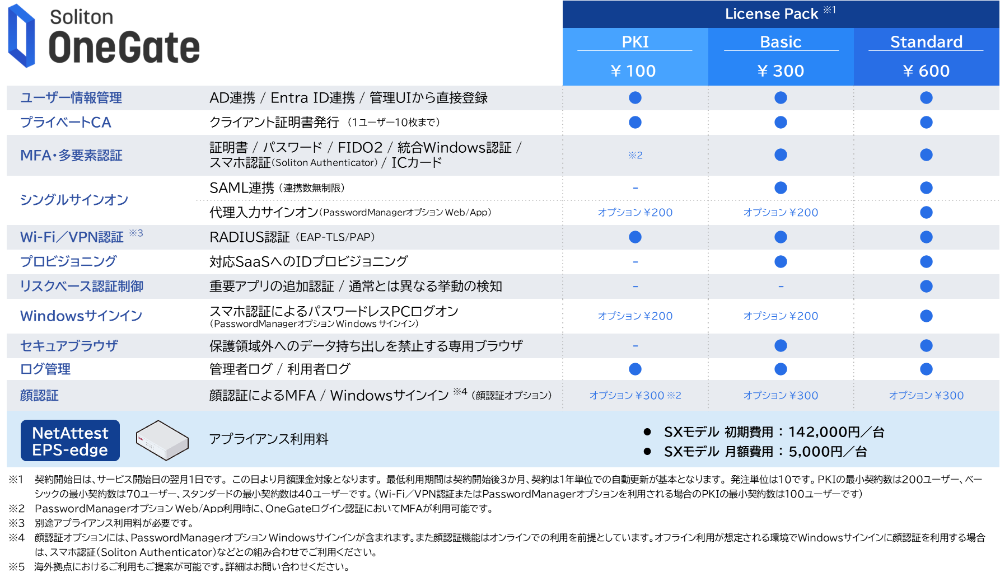 Soliton
OneGate
License Pack ※1
PKI Basic Standard
¥ 100 ¥ 300 ¥ 600
ユーザー情報管理 AD連携 / Entra ID連携 / 管理UIから直接登録 ● ● ●
プライベートCA クライアント証明書発行 （1ユーザー10枚まで） ● ● ●
MFA・多要素認証 証明書 / パスワード / FIDO2 / 統合Windows認証 /
スマホ認証（Soliton Authenticator） / ICカード ※2 ● ●
シングルサインオン SAML連携 （連携数無制限） - ● ●
代理入力サインオン（PasswordManagerオプション Web/App） オプション ¥200 オプション ¥200 ●
Wi-Fi／VPN認証 ※3 RADIUS認証 （EAP-TLS/PAP） ● ● ●
プロビジョニング 対応SaaSへのIDプロビジョニング - ● ●
リスクベース認証制御 重要アプリの追加認証 / 通常とは異なる挙動の検知 - - ●
Windowsサインイン スマホ認証によるパスワードレスPCログオン
（PasswordManagerオプション Windows サインイン） オプション ¥200 オプション ¥200 ●
セキュアブラウザ 保護領域外へのデータ持ち出しを禁止する専用ブラウザ - ● ●
ログ管理 管理者ログ / 利用者ログ ● ● ●
顔認証 顔認証によるMFA / Windowsサインイン ※4 （顔認証オプション） オプション ¥300 ※2 オプション ¥300 オプション ¥300
NetAttest
EPS-edge
アプライアンス利用料
● SXモデル 初期費用： 142,000円／台
● SXモデル 月額費用： 5,000円／台
※1 契約開始日は、サービス開始日の翌月1日です。 この日より月額課金対象となります。 最低利用期間は契約開始後3か月、契約は1年単位での自動更新が基本となります。 発注単位は10です。PKIの最小契約数は200ユーザー、ベー
シックの最小契約数は70ユーザー、スタンダードの最小契約数は40ユーザーです。（Wi-Fi／VPN認証またはPasswordManagerオプションを利用される場合のPKIの最小契約数は100ユーザーです）
※2 PasswordManagerオプション Web/App利用時に、OneGateログイン認証においてMFAが利用可能です。
※3 別途アプライアンス利用料が必要です。
※4 顔認証オプションには、PasswordManagerオプション Windowsサインインが含まれます。また顔認証機能はオンラインでの利用を前提としています。オフライン利用が想定される環境でWindowsサインインに顔認証を利用する場合
は、スマホ認証（Soliton Authenticator）などとの組み合わせでご利用ください。
※5 海外拠点におけるご利用もご提案が可能です。詳細はお問い合わせください。